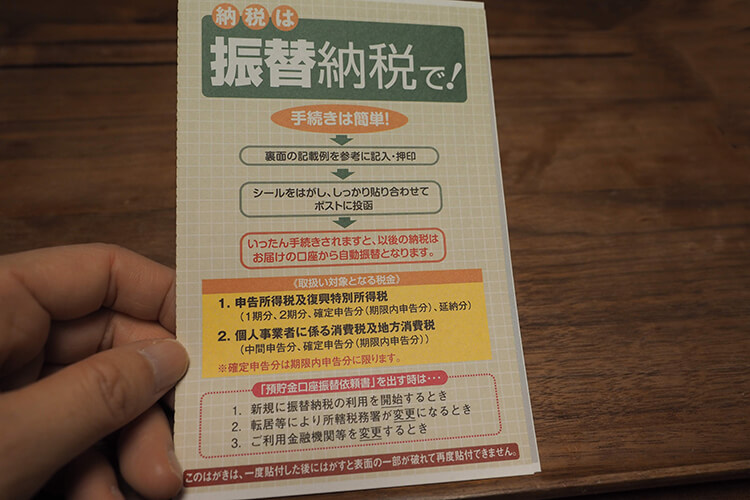 納税は
振替納税で!
手続きは簡単!
裏面の記載例を参考に記入・押印
シールをはがし、しっかり貼り合わせて
ポストに投函
いったん手続きされますと、以後の納税は
お届けの口座から自動振替となります。
《取扱い対象となる税金》
1. 申告所得税及復興特別所得税
(1期分、2期分、確定申告分(期限内申告分)、延納分)
2. 個人事業者に係る消費税及地方消費税
(中間申告分、確定申告分(期限内申告分))
※確定申告分は期限内申告分に限ります。
「預貯金口座振替依頼書」を出す時は・・・
1. 新規に振替納税の利用を開始するとき
2. 転居等により所轄税務署が変更になるとき
3. ご利用金融機関等を変更するとき
このはがきは、一度貼付した後にはがすと表面の一部が破れて再度貼付できません。